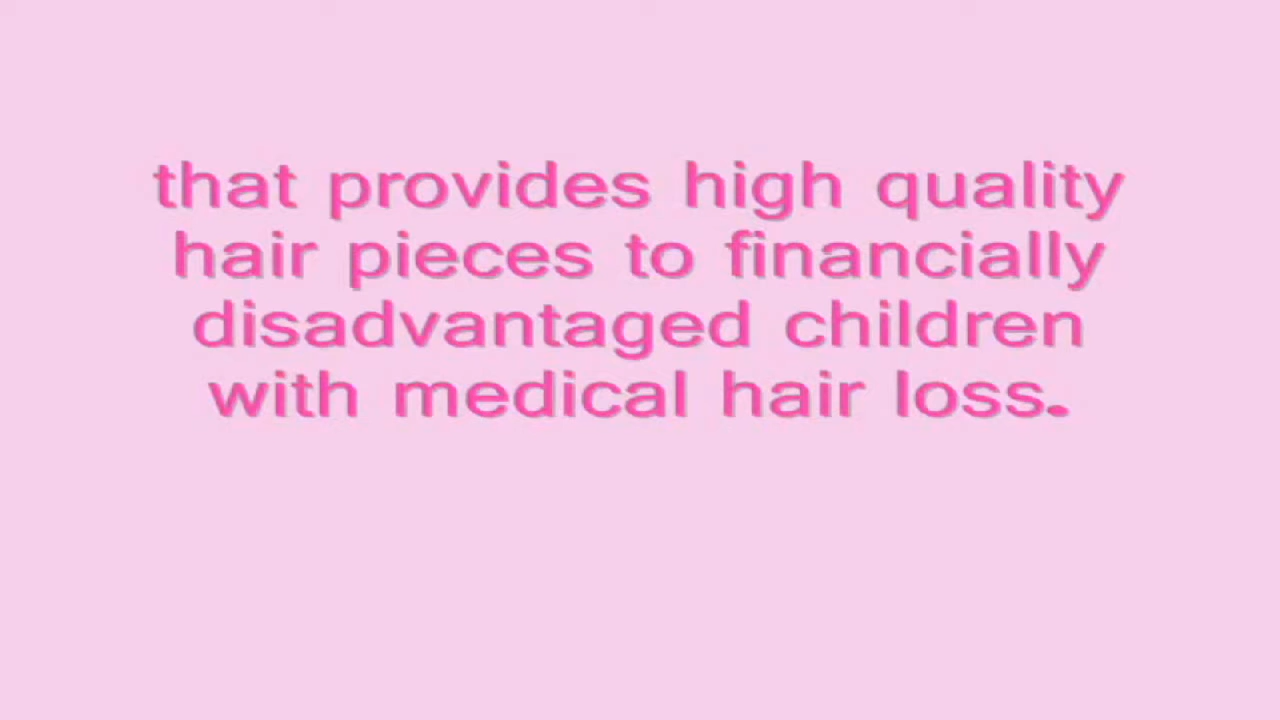 that provides high quality
hair pieces to financially
disadvantaged children
with medical hair loss.